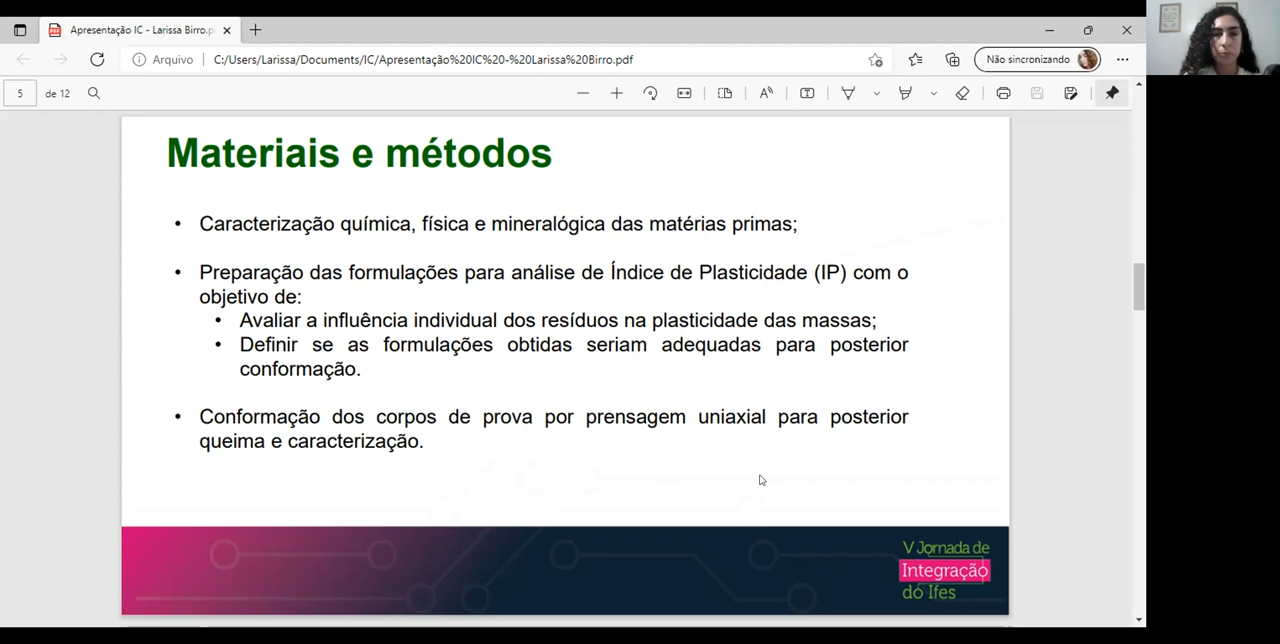 Apresentação IC - Larissa Birro.p
Arquivo
C:/Users/Larissa/Documents/IC/Apresentação%20IC%20-%20Larissa%20Birro.pdf
Não sincronizando
5 de 12
Materiais e métodos
• Caracterização química, física e mineralógica das matérias primas;
• Preparação das formulações para análise de Índice de Plasticidade (IP) com o
objetivo de:
• Avaliar a influência individual dos resíduos na plasticidade das massas;
• Definir se as formulações obtidas seriam adequadas para posterior
conformação.
• Conformação dos corpos de prova por prensagem uniaxial para posterior
queima e caracterização.
V Jornada de
Integração
do Ifes